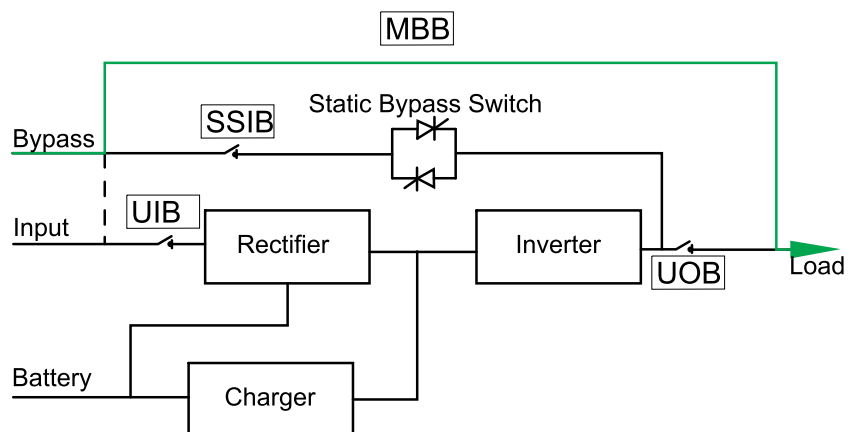 MBB
Static Bypass Switch
SSIB
Bypass
UIB
Input
Rectifier
Inverter
UOB
Load
Battery
Charger